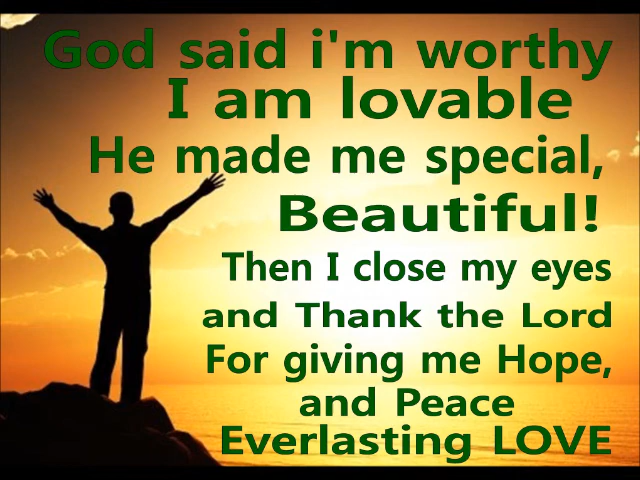 God said i'm worthy
I am lovable
He made me special,
Beautiful!
Then I close my eyes
and Thank the Lord
For giving me Hope,
and Peace
Everlasting LOVE